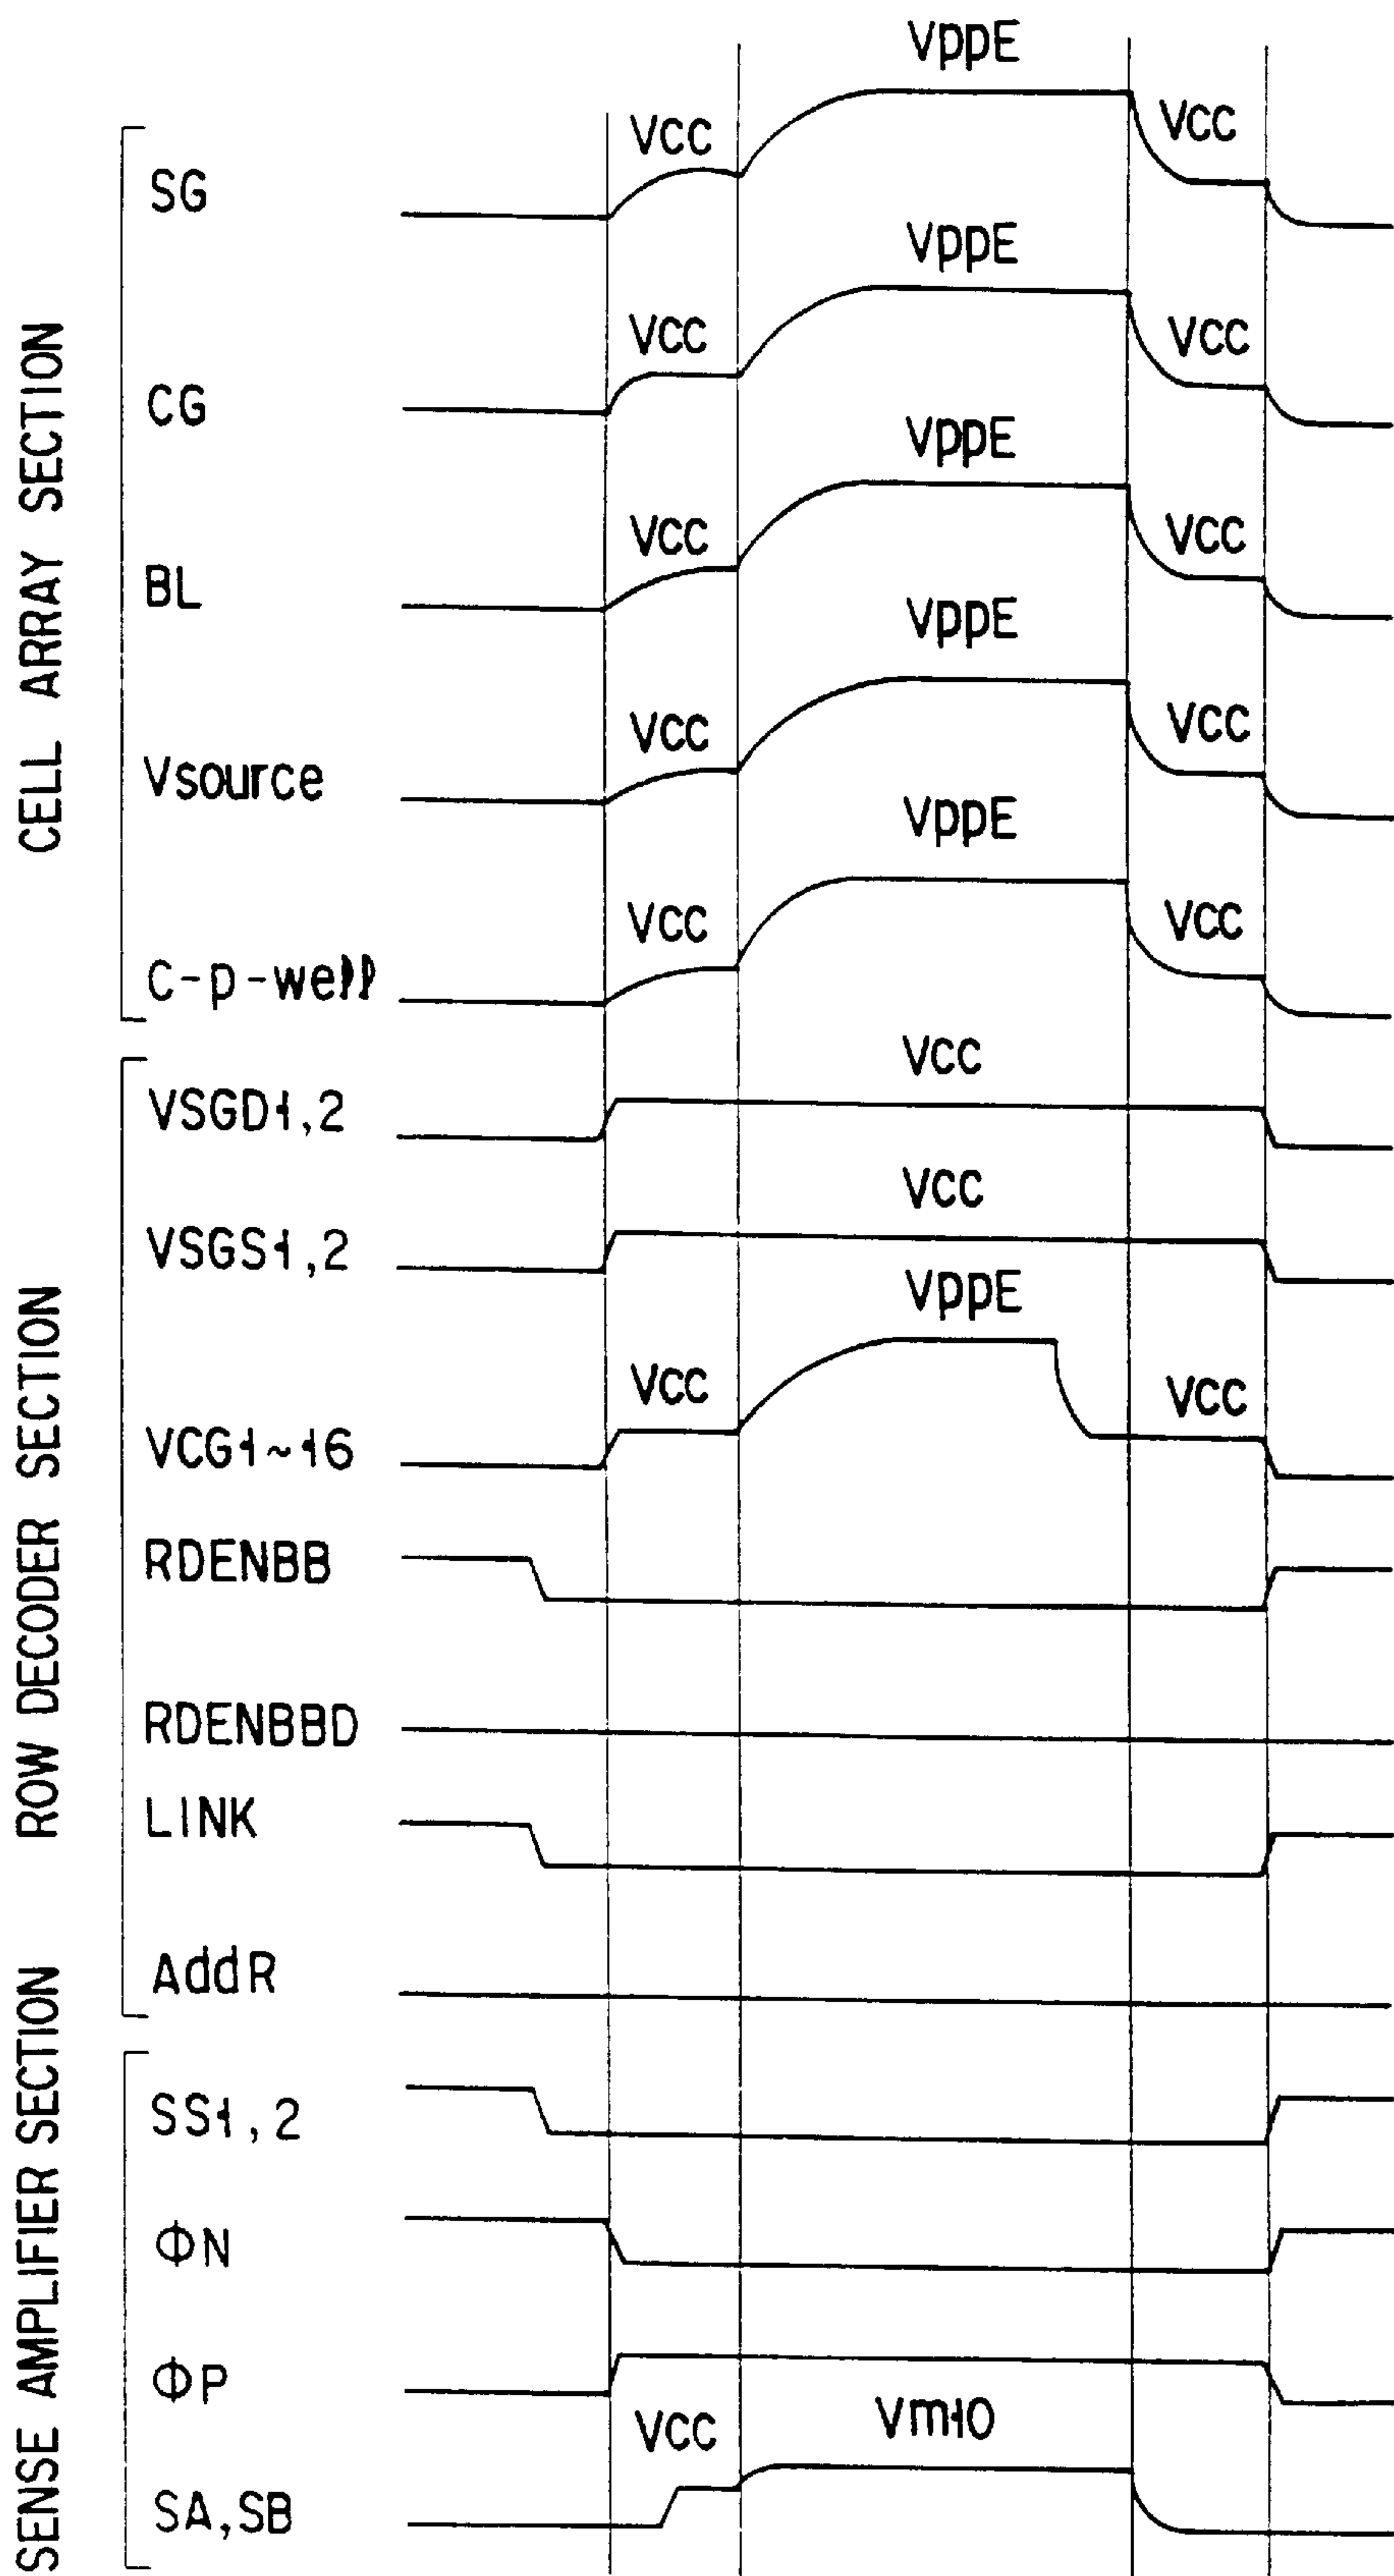 CELL ARRAY SECTION
VppE
VCC VCC
SG
VppE
VCC VCC
CG
VppE
VCC VCC
BL
VppE
VCC VCC
Vsource
VppE
VCC VCC
C-p-well
ROW DECODER SECTION
VCC
VSGD1,2
VCC
VSGS1,2
VppE
VCC VCC
VCG1~16
RDENBB
RDENBBD
LINK
AddR
SENSE AMPLIFIER SECTION
SS1,2
ΦN
ΦP
VCC Vm10
SA,SB